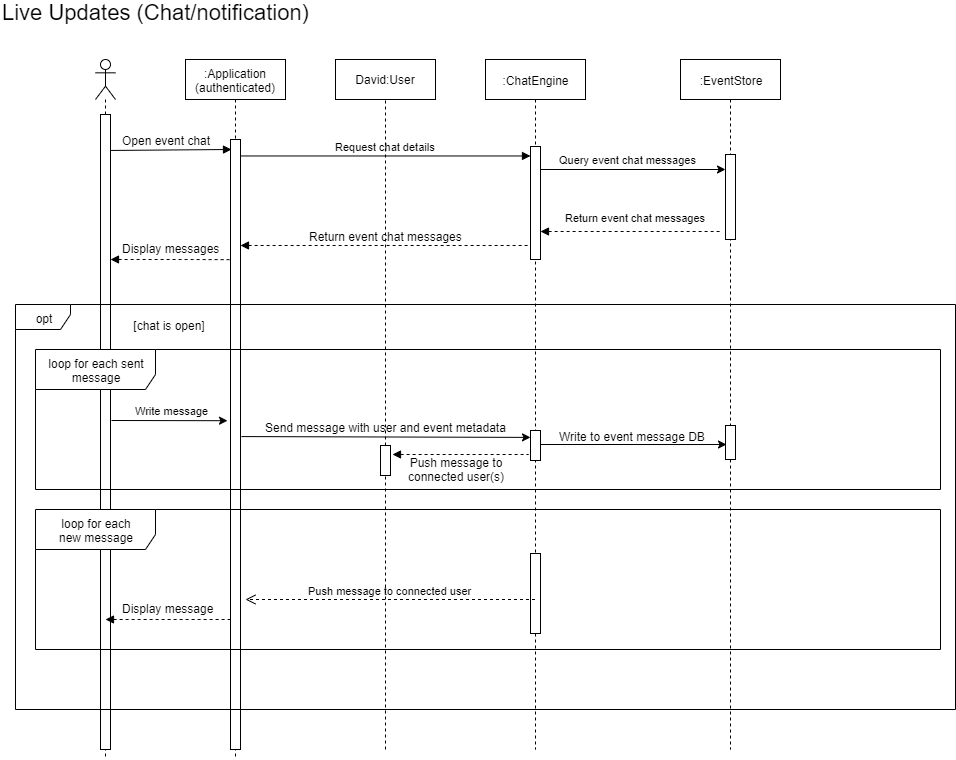 Live Updates (Chat/notification)
:Application
(authenticated)
David:User
:ChatEngine
:EventStore
Open event chat
Request chat details
Query event chat messages
Return event chat messages
Return event chat messages
Display messages
opt
[chat is open]
loop for each sent
message
Write message
Send message with user and event metadata
Write to event message DB
Push message to
connected user(s)
loop for each
new message
Push message to connected user
Display message